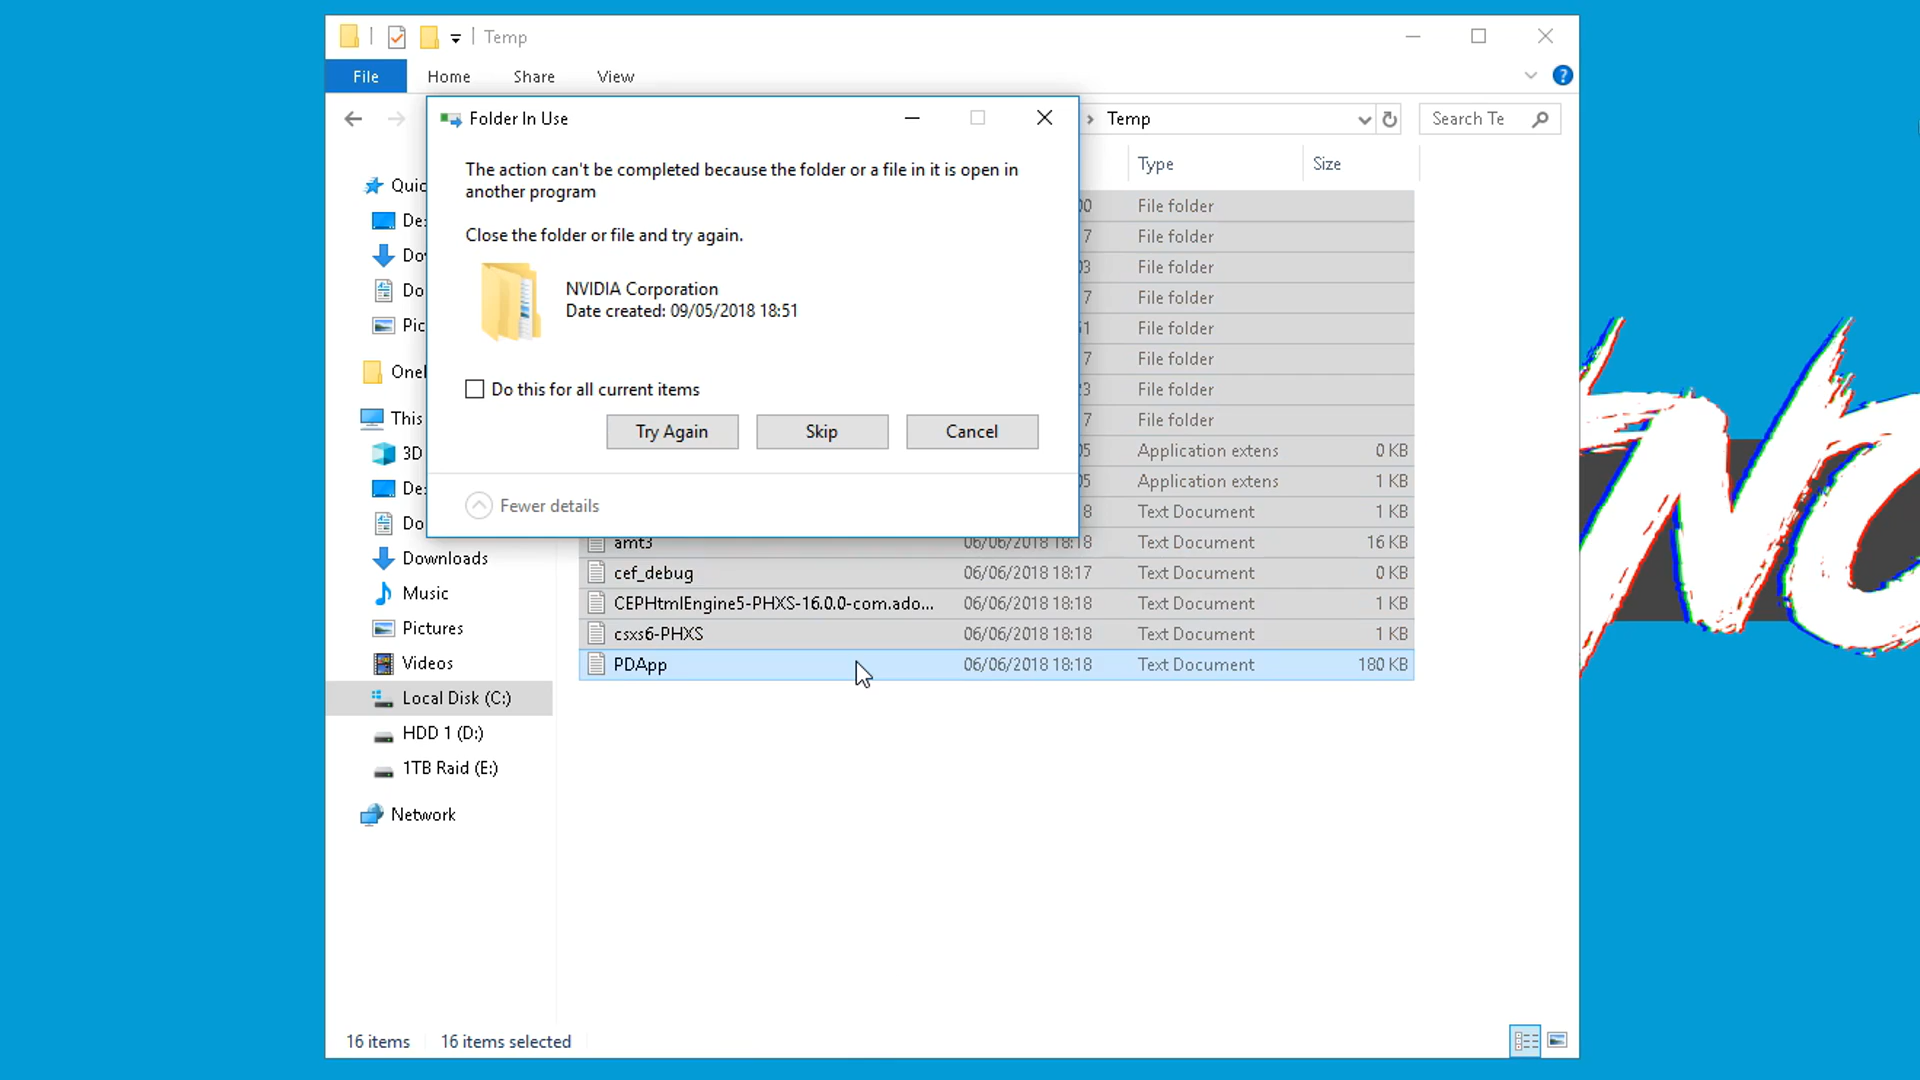 Temp
File
Home
Share
View
Folder In Use
The action can't be completed because the folder or a file in it is open in
another program
Close the folder or file and try again.
NVIDIA Corporation
Date created: 09/05/2018 18:51
Do this for all current items
Try Again
Skip
Cancel
Fewer details
Temp
Search Te
Type
Size
File folder
File folder
File folder
File folder
File folder
File folder
File folder
File folder
Application extens 0 KB
Application extens 1 KB
Text Document 1 KB
amt3 06/06/2018 18:18 Text Document 16 KB
cef_debug 06/06/2018 18:17 Text Document 0 KB
CEPHtmlEngine5-PHXS-16.0.0-com.ado... 06/06/2018 18:18 Text Document 1 KB
csxs6-PHXS 06/06/2018 18:18 Text Document 1 KB
PDApp 06/06/2018 18:18 Text Document 180 KB
This
3D
Downloads
Music
Pictures
Videos
Local Disk (C:)
HDD 1 (D:)
1TB Raid (E:)
Network
16 items
16 items selected